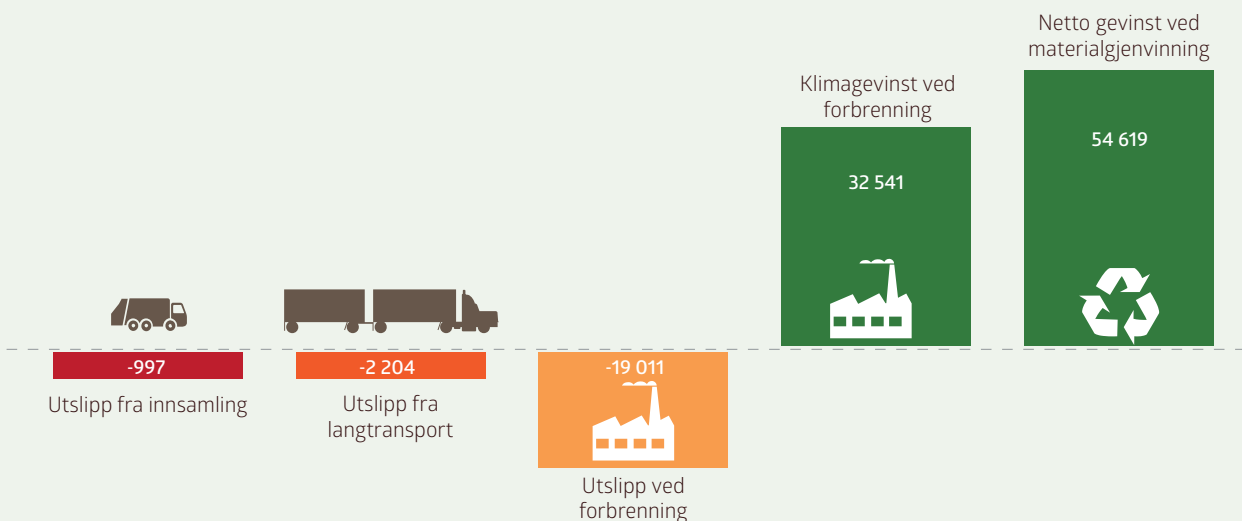 Netto gevinst ved
materialgjenvinning
54 619
Klimagevinst ved
forbrenning
32 541
-997
Utslipp fra innsamling
-2 204
Utslipp fra
langtransport
-19 011
Utslipp ved
forbrenning